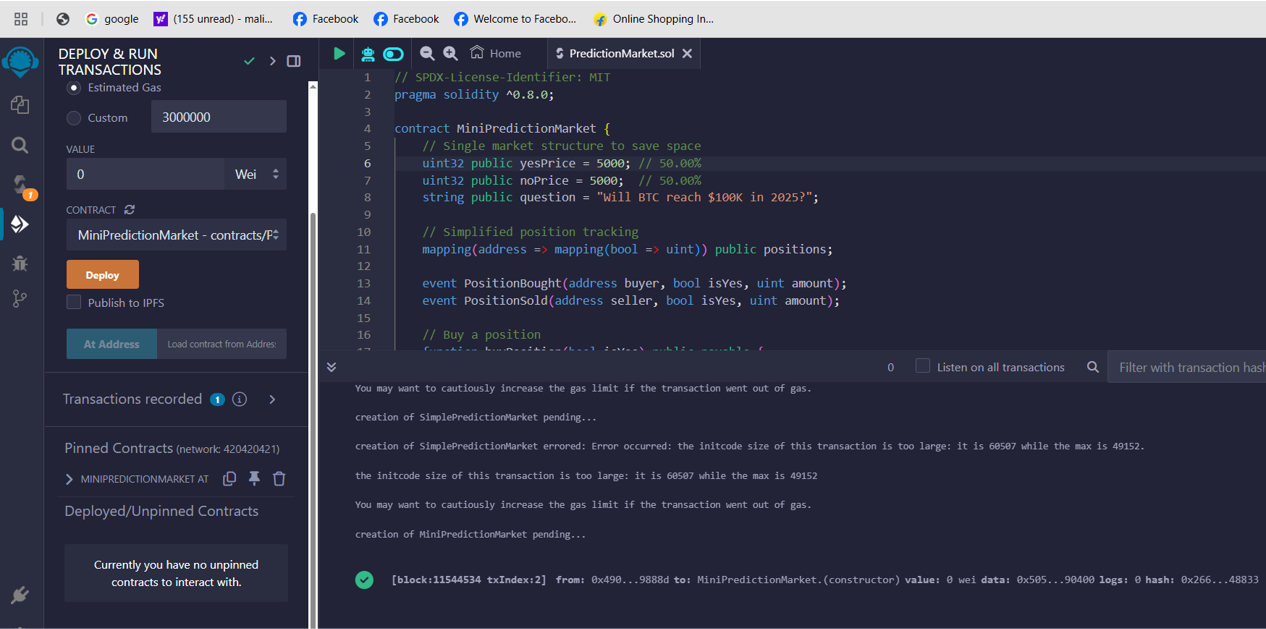 google
(155 unread) - mali...
Facebook
Facebook
Welcome to Facebo...
Online Shopping In...
DEPLOY & RUN
TRANSACTIONS
Estimated Gas
Custom
3000000
VALUE
0
Wei
CONTRACT
MiniPredictionMarket - contracts/P
Deploy
Publish to IPFS
At Address
Load contract from Addres
Transactions recorded 1 i
Pinned Contracts (network: 420420421)
MINIPREDICTIONMARKET AT
Deployed/Unpinned Contracts
Currently you have no unpinned
contracts to interact with.
1
Home
PredictionMarket.sol
1 // SPDX-License-Identifier: MIT
2 pragma solidity ^0.8.0;
3
4 contract MiniPredictionMarket {
5 // Single market structure to save space
6 uint32 public yesPrice = 5000; // 50.00%
7 uint32 public noPrice = 5000;  // 50.00%
8 string public question = "Will BTC reach $100K in 2025?";
9
10 // Simplified position tracking
11 mapping(address => mapping(bool => uint)) public positions;
12
13 event PositionBought(address buyer, bool isYes, uint amount);
14 event PositionSold(address seller, bool isYes, uint amount);
15
16 // Buy a position
17 function buyPosition(bool isYes) public payable {
0
Listen on all transactions
Filter with transaction hash
You may want to cautiously increase the gas limit if the transaction went out of gas.
creation of SimplePredictionMarket pending...
creation of SimplePredictionMarket errored: Error occurred: the initcode size of this transaction is too large: it is 60507 while the max is 49152.
the initcode size of this transaction is too large: it is 60507 while the max is 49152
You may want to cautiously increase the gas limit if the transaction went out of gas.
creation of MiniPredictionMarket pending...
[block:11544534 txIndex:2] from: 0x490...9888d to: MiniPredictionMarket.(constructor) value: 0 wei data: 0x505...90400 logs: 0 hash: 0x266...48833